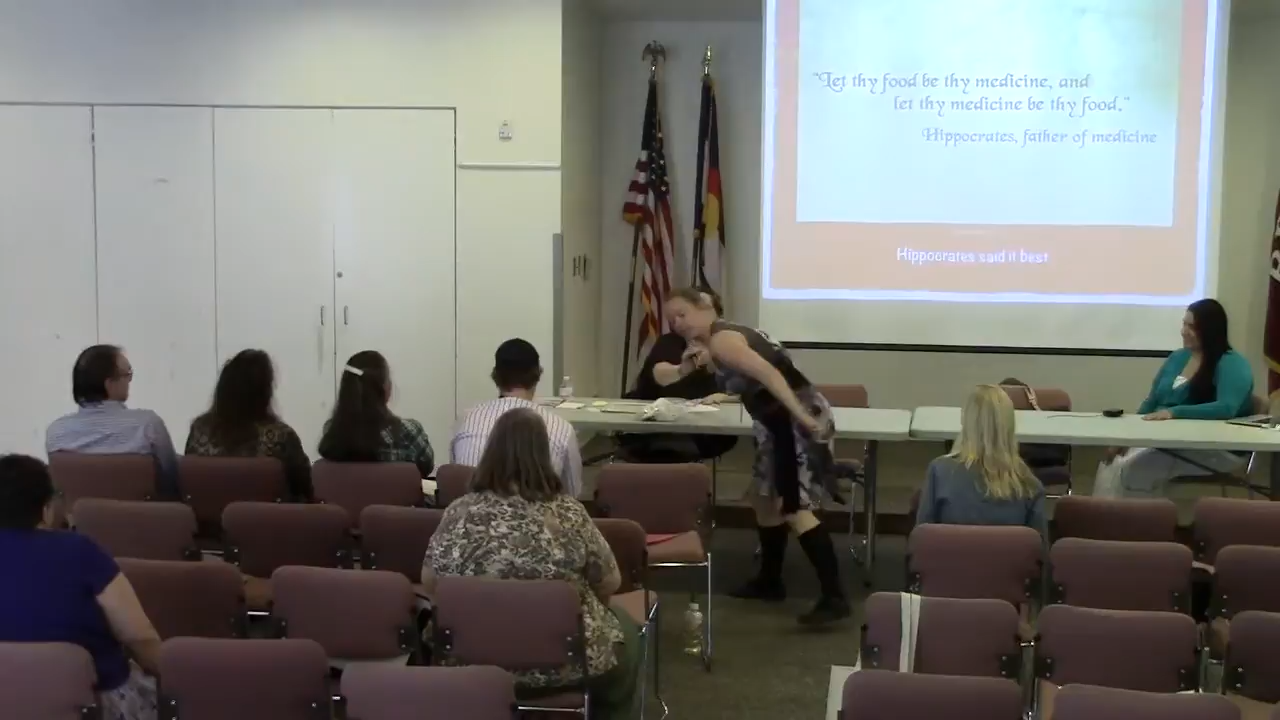 "Let thy food be thy medicine, and
let thy medicine be thy food."
Hippocrates, father of medicine
Hippocrates said it best